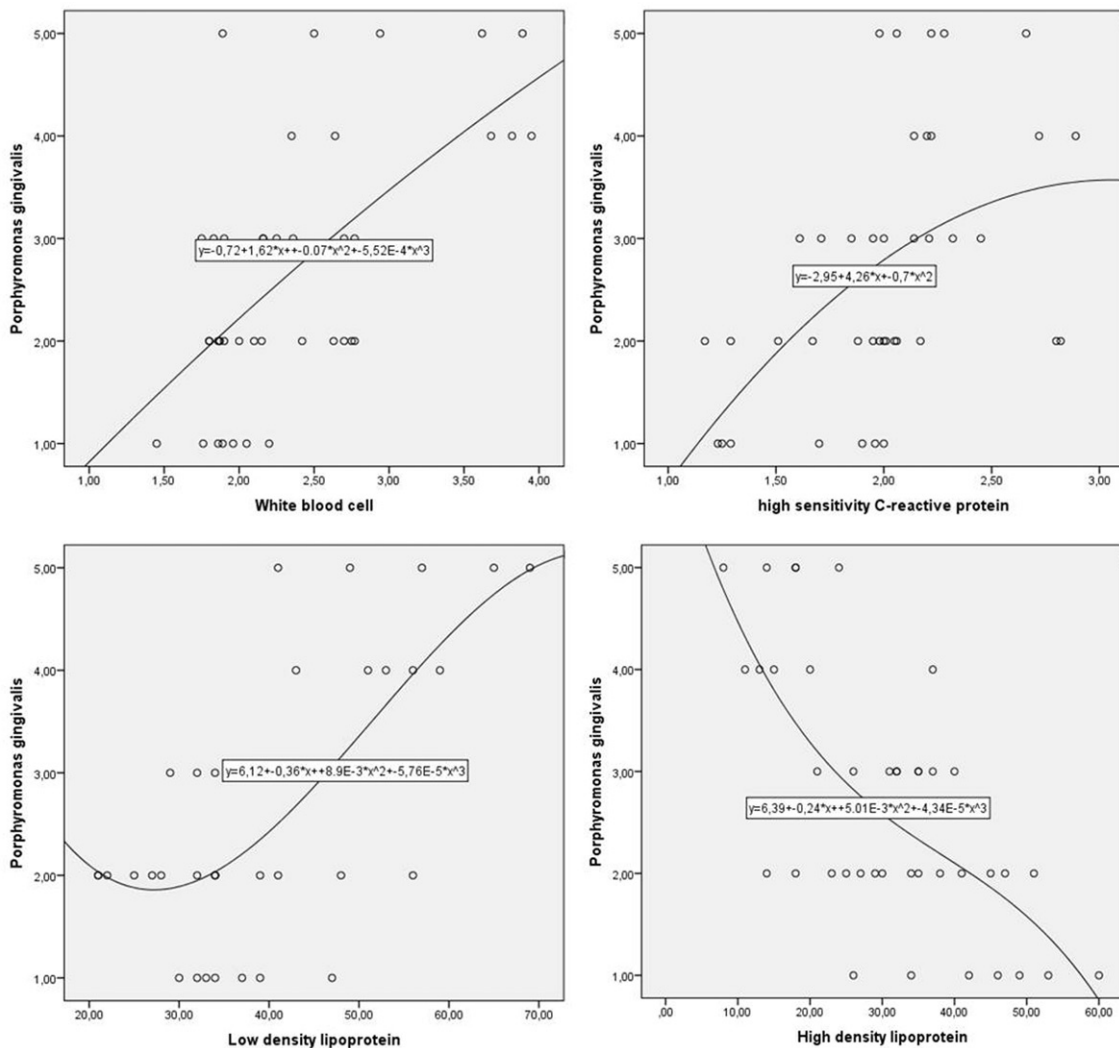 Porphyromonas gingivalis
5,00
4,00
3,00
2,00
1,00
y=-0,72+1,62*x++-0.07*x^2+-5,52E-4*x^3
1,00 1,50 2,00 2,50 3,00 3,50 4,00
White blood cell
Porphyromonas gingivalis
5,00
4,00
3,00
2,00
1,00
y=-2,95+4,26*x+-0,7*x^2
1,00 1,50 2,00 2,50 3,00
high sensitivity C-reactive protein
Porphyromonas gingivalis
5,00
4,00
3,00
2,00
1,00
y=6,12+-0,36*x++8.9E-3*x^2+-5,76E-5*x^3
20,00 30,00 40,00 50,00 60,00 70,00
Low density lipoprotein
Porphyromonas gingivalis
5,00
4,00
3,00
2,00
1,00
y=6,39+-0,24*x++5.01E-3*x^2+-4,34E-5*x^3
,00 10,00 20,00 30,00 40,00 50,00 60,00
High density lipoprotein